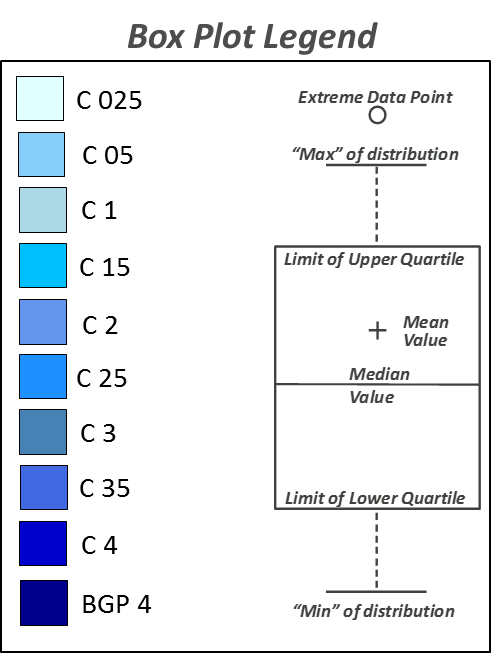 Box Plot Legend
C 025
C 05
C 1
C 15
C 2
C 25
C 3
C 35
C 4
BGP 4
Extreme Data Point
“Max” of distribution
Limit of Upper Quartile
Mean
Value
Median
Value
Limit of Lower Quartile
“Min” of distribution